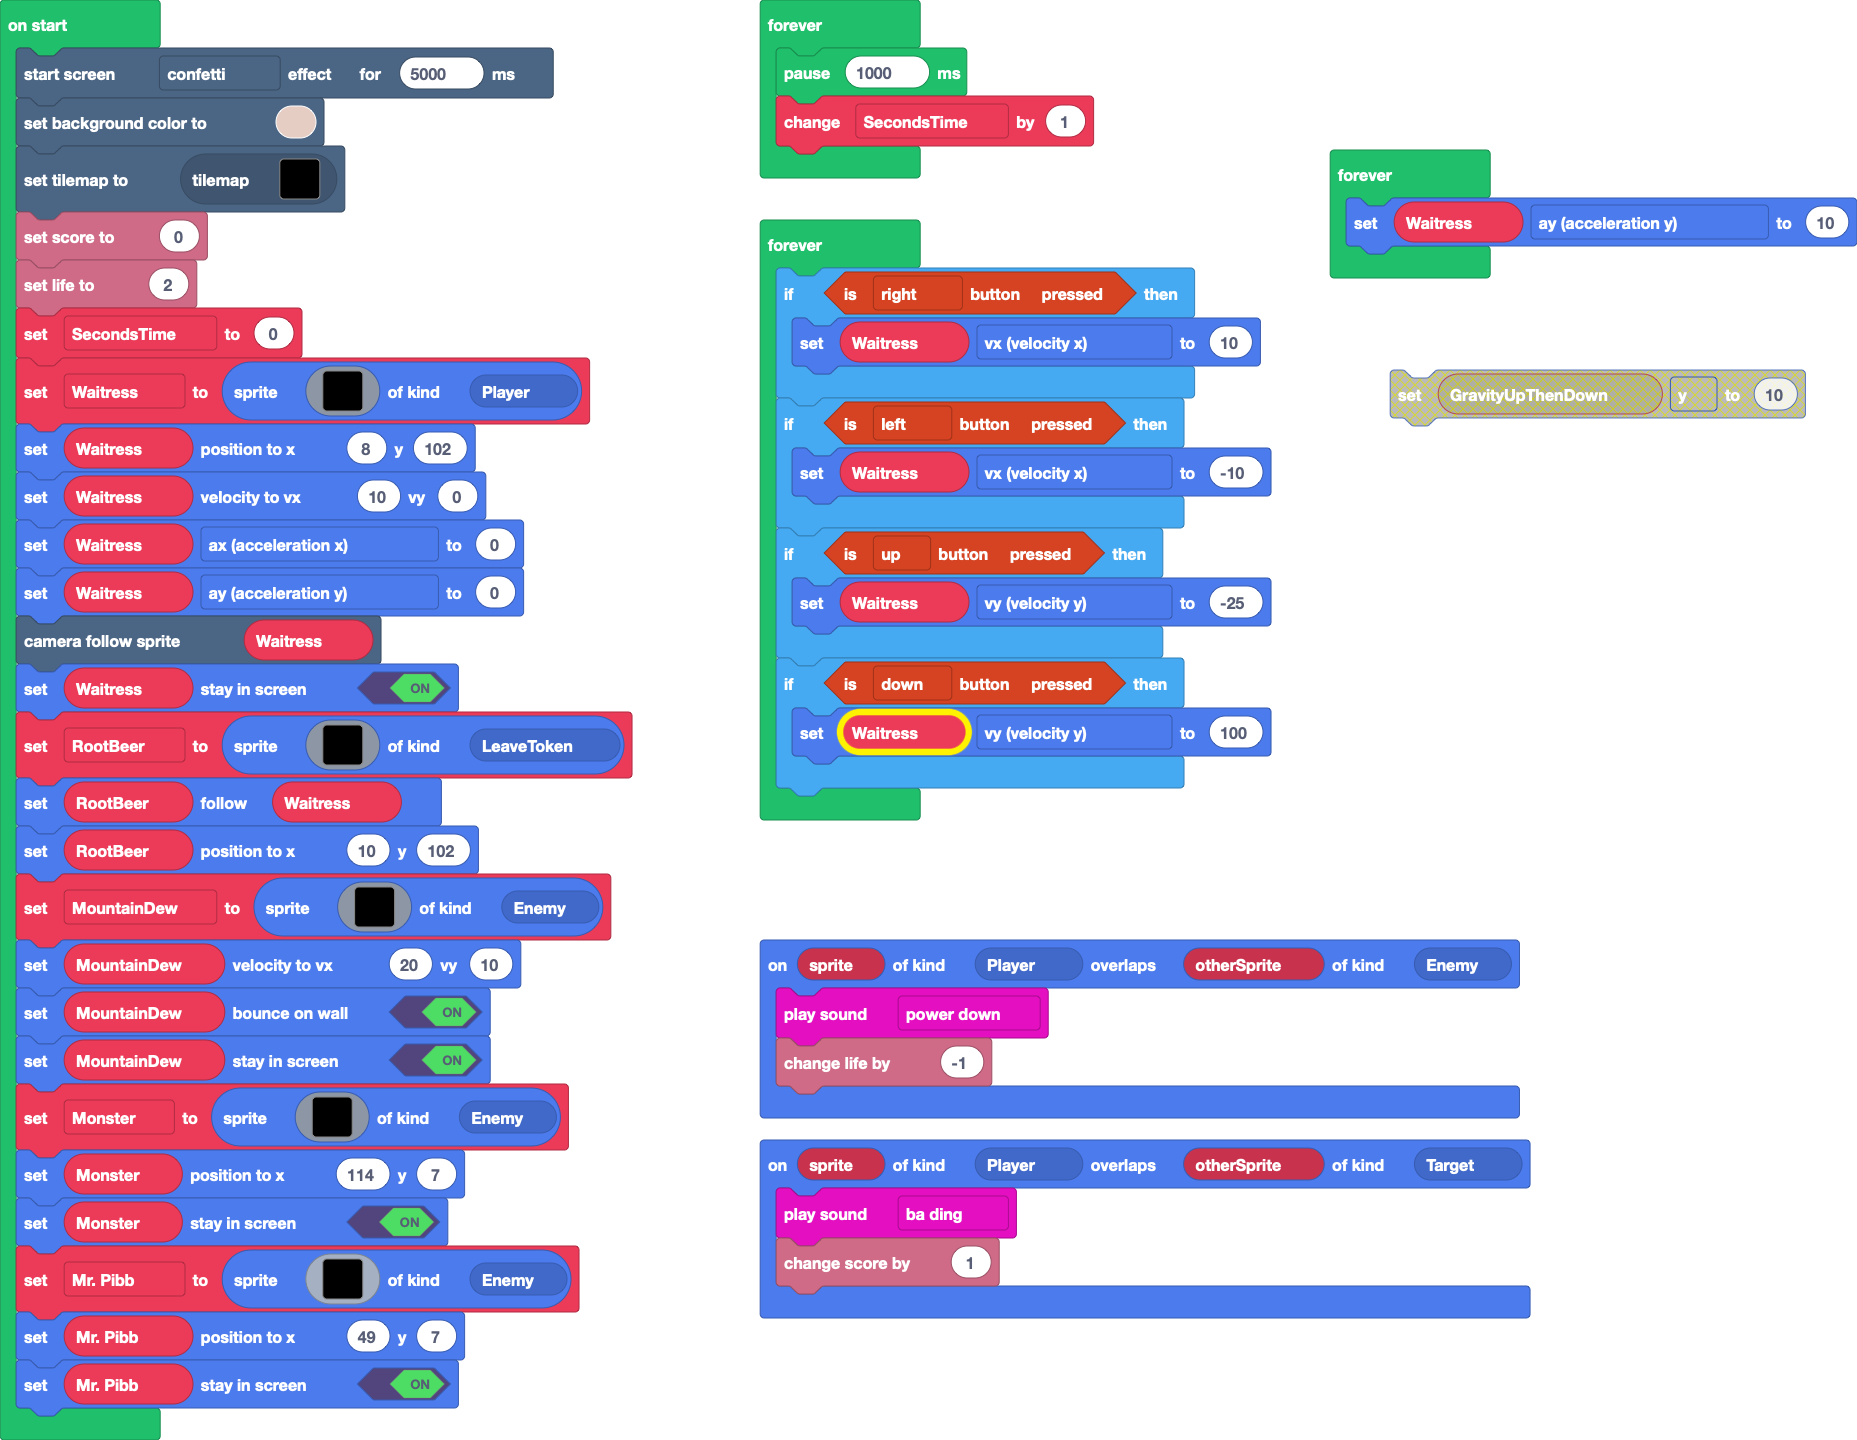 on start
start screen confetti effect for 5000 ms
set background color to
set tilemap to tilemap
set score to 0
set life to 2
set SecondsTime to 0
set Waitress to sprite of kind Player
set Waitress position to x 8 y 102
set Waitress velocity to vx 10 vy 0
set Waitress ax (acceleration x) to 0
set Waitress ay (acceleration y) to 0
camera follow sprite Waitress
set Waitress stay in screen ON
set RootBeer to sprite of kind LeaveToken
set RootBeer follow Waitress
set RootBeer position to x 10 y 102
set MountainDew to sprite of kind Enemy
set MountainDew velocity to vx 20 vy 10
set MountainDew bounce on wall ON
set MountainDew stay in screen ON
set Monster to sprite of kind Enemy
set Monster position to x 114 y 7
set Monster stay in screen ON
set Mr. Pibb to sprite of kind Enemy
set Mr. Pibb position to x 49 y 7
set Mr. Pibb stay in screen ON
forever
pause 1000 ms
change SecondsTime by 1
forever
if is right button pressed then
set Waitress vx (velocity x) to 10
if is left button pressed then
set Waitress vx (velocity x) to -10
if is up button pressed then
set Waitress vy (velocity y) to -25
if is down button pressed then
set Waitress vy (velocity y) to 100
on sprite of kind Player overlaps otherSprite of kind Enemy
play sound power down
change life by -1
on sprite of kind Player overlaps otherSprite of kind Target
play sound ba ding
change score by 1
forever
set Waitress ay (acceleration y) to 10
set GravityUpThenDown y to 10